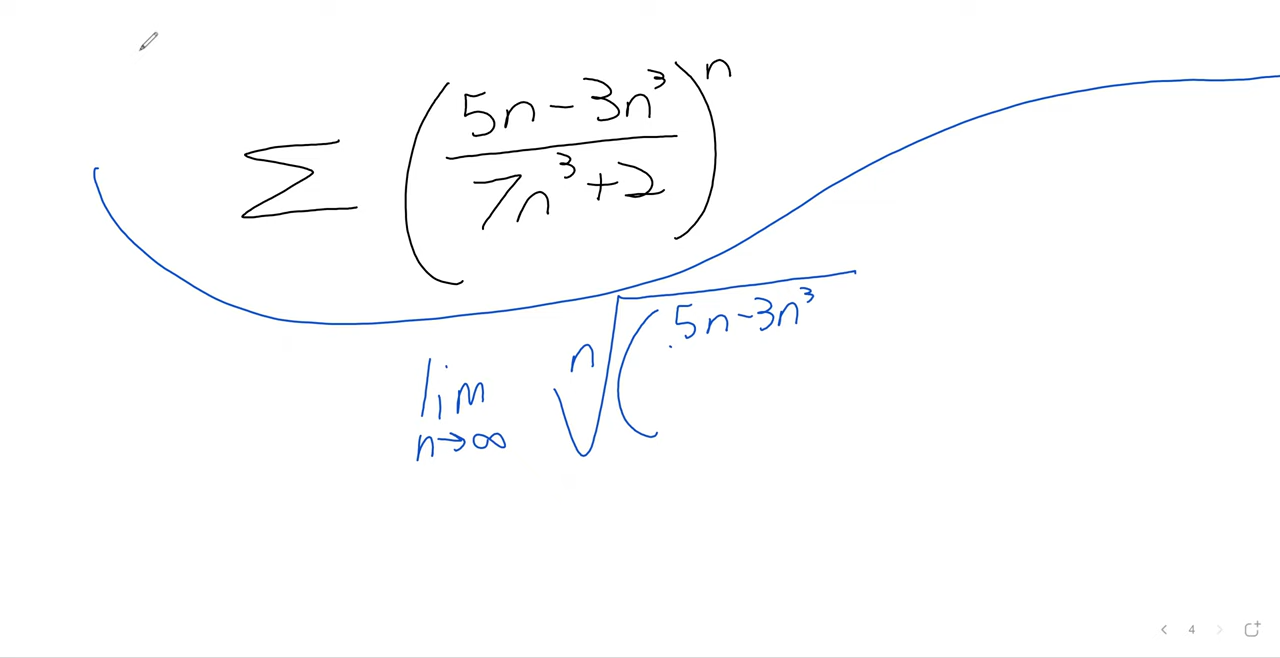 ∑ ( (5n − 3n³) / (7n³ + 2) )ⁿ
lim n→∞ ⁿ√( 5n − 3n³
4